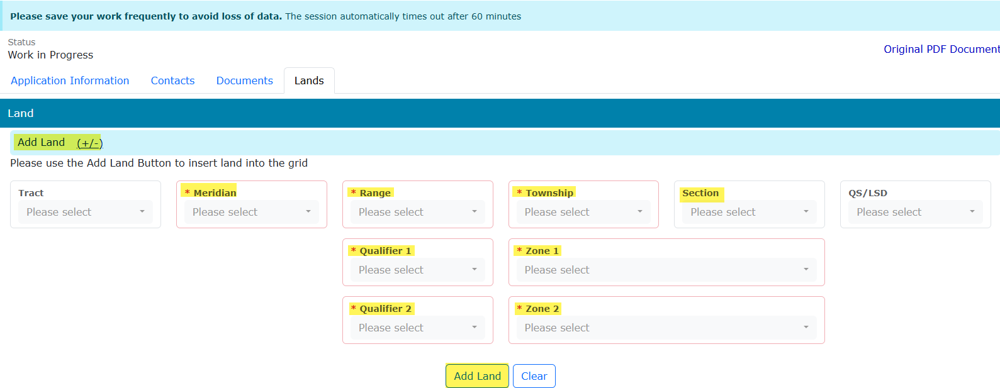 Please save your work frequently to avoid loss of data. The session automatically times out after 60 minutes
Status
Work in Progress
Original PDF Document
Application Information Contacts Documents Lands
Land
Add Land (+/-)
Please use the Add Land Button to insert land into the grid
Tract * Meridian * Range * Township Section QS/LSD
Please select Please select Please select Please select Please select Please select
* Qualifier 1 * Zone 1
Please select Please select
* Qualifier 2 * Zone 2
Please select Please select
Add Land Clear